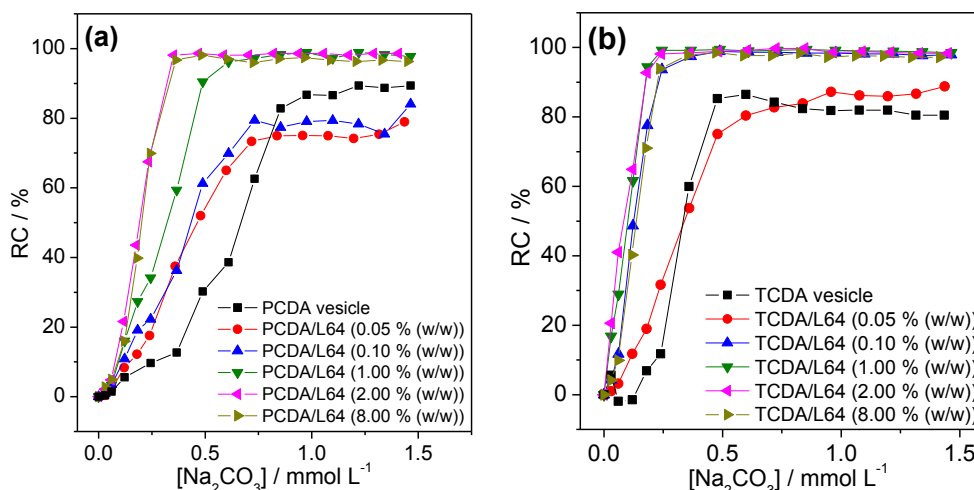 (a)
100
80
60
40
20
0
RC / %
PCDA vesicle
PCDA/L64 (0.05 % (w/w))
PCDA/L64 (0.10 % (w/w))
PCDA/L64 (1.00 % (w/w))
PCDA/L64 (2.00 % (w/w))
PCDA/L64 (8.00 % (w/w))
0.0 0.5 1.0 1.5
[Na₂CO₃] / mmol L⁻¹
(b)
100
80
60
40
20
0
RC / %
TCDA vesicle
TCDA/L64 (0.05 % (w/w))
TCDA/L64 (0.10 % (w/w))
TCDA/L64 (1.00 % (w/w))
TCDA/L64 (2.00 % (w/w))
TCDA/L64 (8.00 % (w/w))
0.0 0.5 1.0 1.5
[Na₂CO₃] / mmol L⁻¹